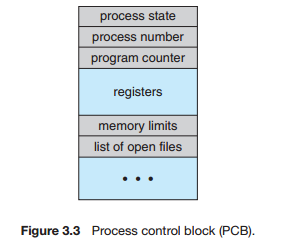 process state
process number
program counter
registers
memory limits
list of open files
• • •
Figure 3.3 Process control block (PCB).